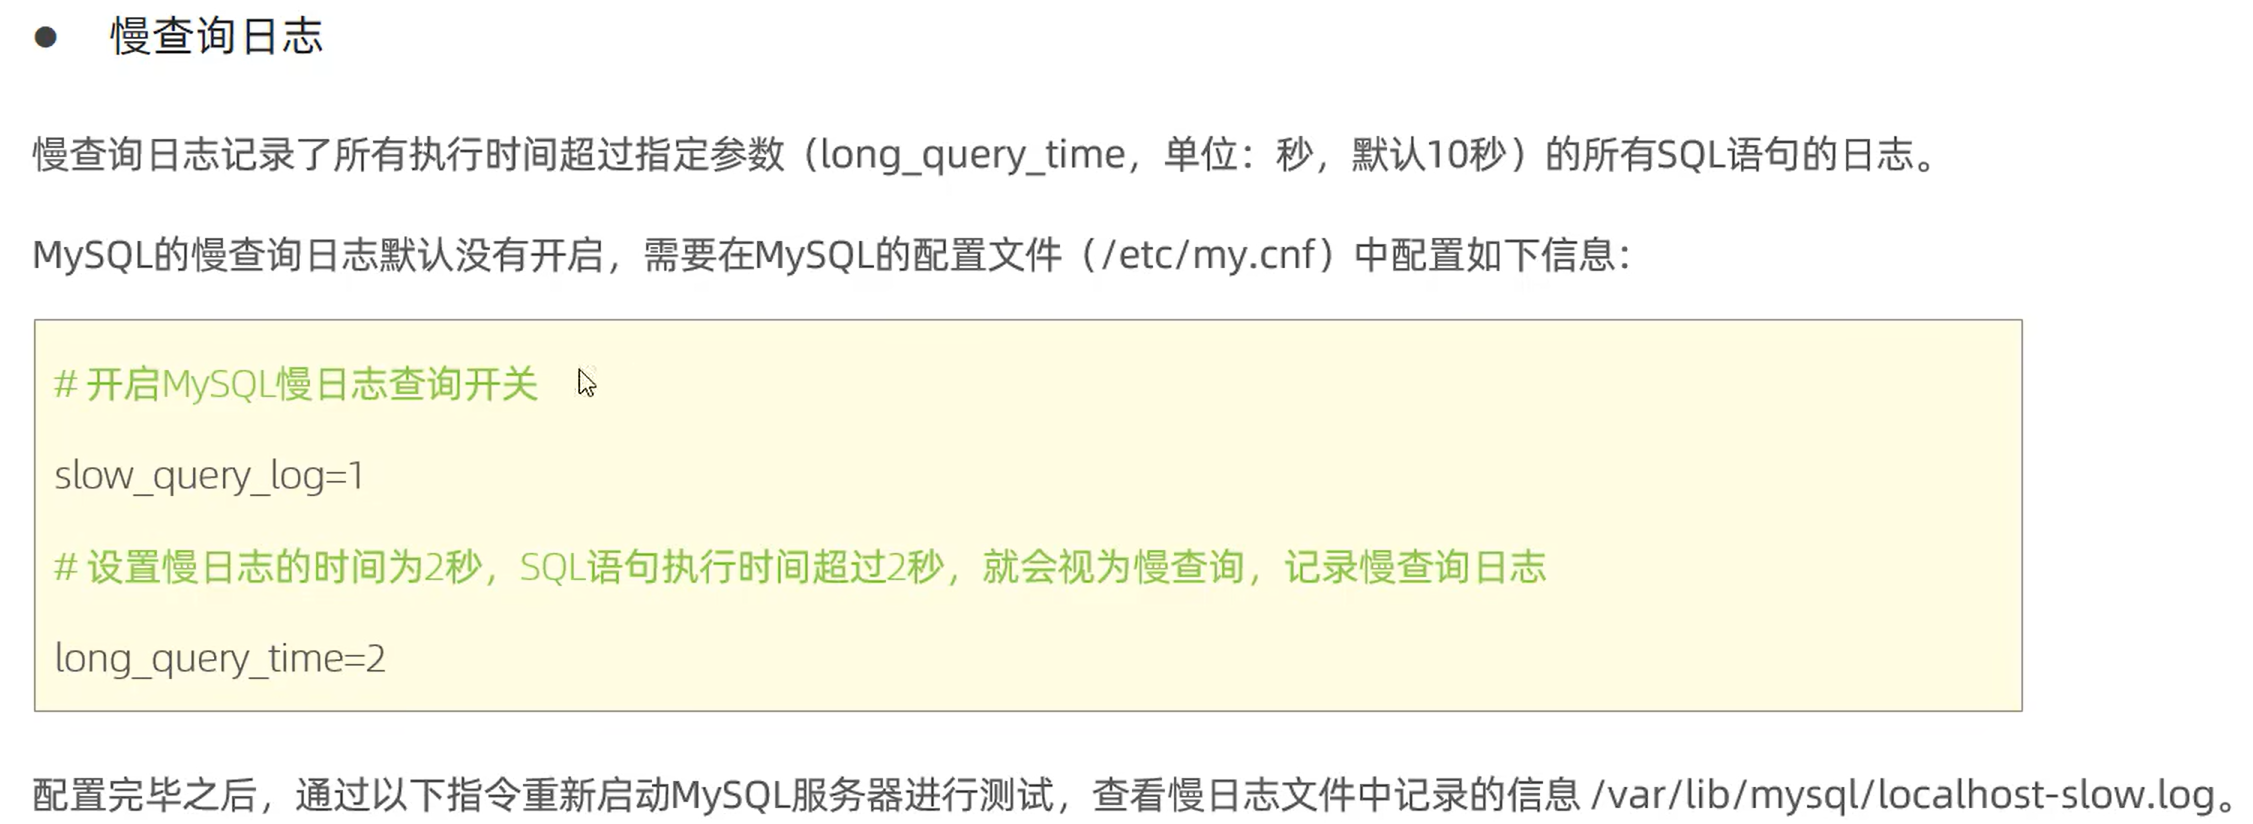 ● 慢查询日志
慢查询日志记录了所有执行时间超过指定参数（long_query_time，单位：秒，默认10秒）的所有SQL语句的日志。
MySQL的慢查询日志默认没有开启，需要在MySQL的配置文件（/etc/my.cnf）中配置如下信息：
# 开启MySQL慢日志查询开关
slow_query_log=1
# 设置慢日志的时间为2秒，SQL语句执行时间超过2秒，就会视为慢查询，记录慢查询日志
long_query_time=2
配置完毕之后，通过以下指令重新启动MySQL服务器进行测试，查看慢日志文件中记录的信息 /var/lib/mysql/localhost-slow.log。